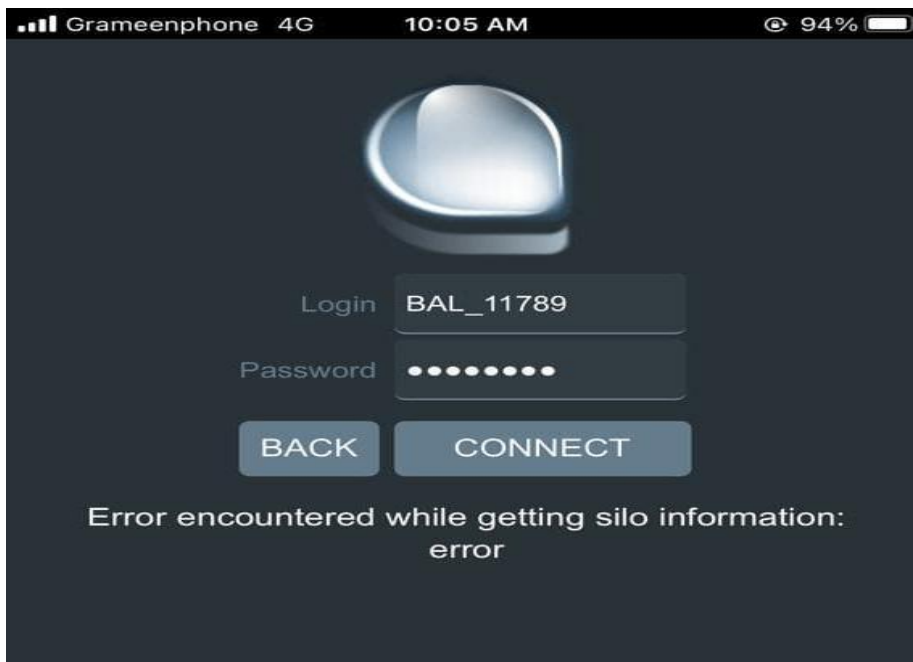 Grameenphone 4G 10:05 AM 94%
Login BAL_11789
Password ••••••••
BACK CONNECT
Error encountered while getting silo information:
error